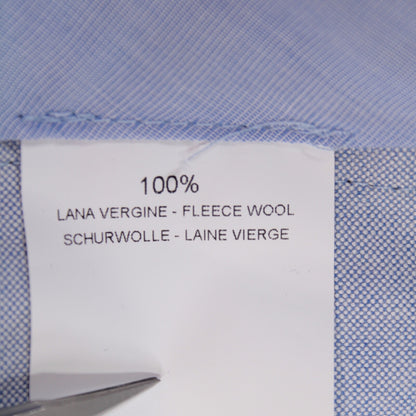 100%
LANA VERGINE - FLEECE WOOL
SCHURWOLLE - LAINE VIERGE